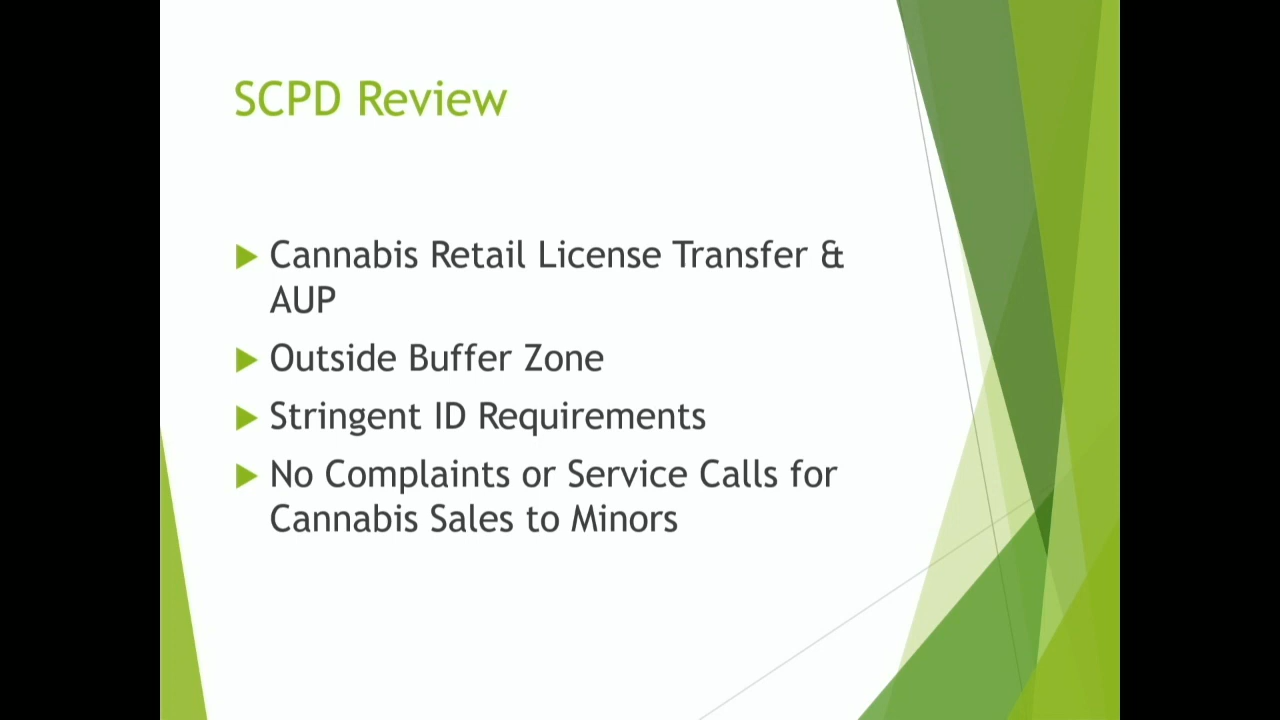 SCPD Review
Cannabis Retail License Transfer &
AUP
Outside Buffer Zone
Stringent ID Requirements
No Complaints or Service Calls for
Cannabis Sales to Minors